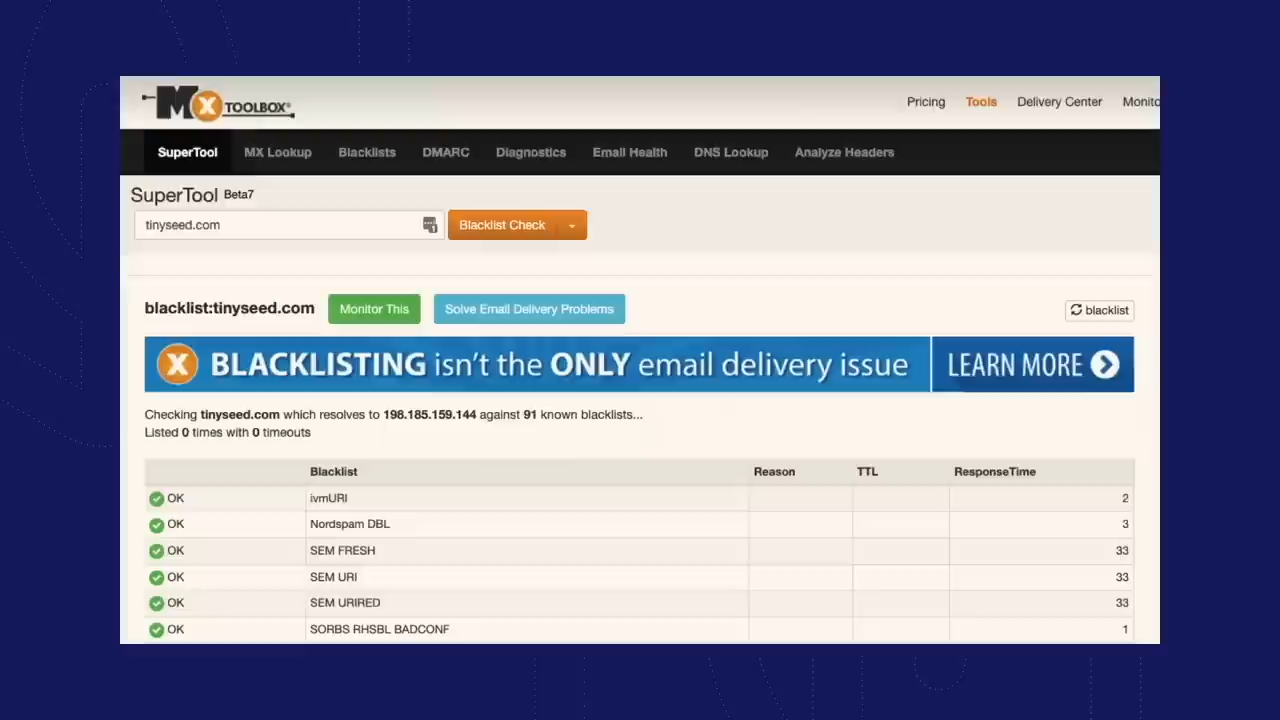 MX TOOLBOX®
Pricing Tools Delivery Center Monito
SuperTool MX Lookup Blacklists DMARC Diagnostics Email Health DNS Lookup Analyze Headers
SuperTool Beta7
tinyseed.com Blacklist Check
blacklist:tinyseed.com Monitor This Solve Email Delivery Problems blacklist
X BLACKLISTING isn't the ONLY email delivery issue LEARN MORE
Checking tinyseed.com which resolves to 198.185.159.144 against 91 known blacklists...
Listed 0 times with 0 timeouts
Blacklist Reason TTL ResponseTime
OK ivmURI 2
OK Nordspam DBL 3
OK SEM FRESH 33
OK SEM URI 33
OK SEM URIRED 33
OK SORBS RHSBL BADCONF 1